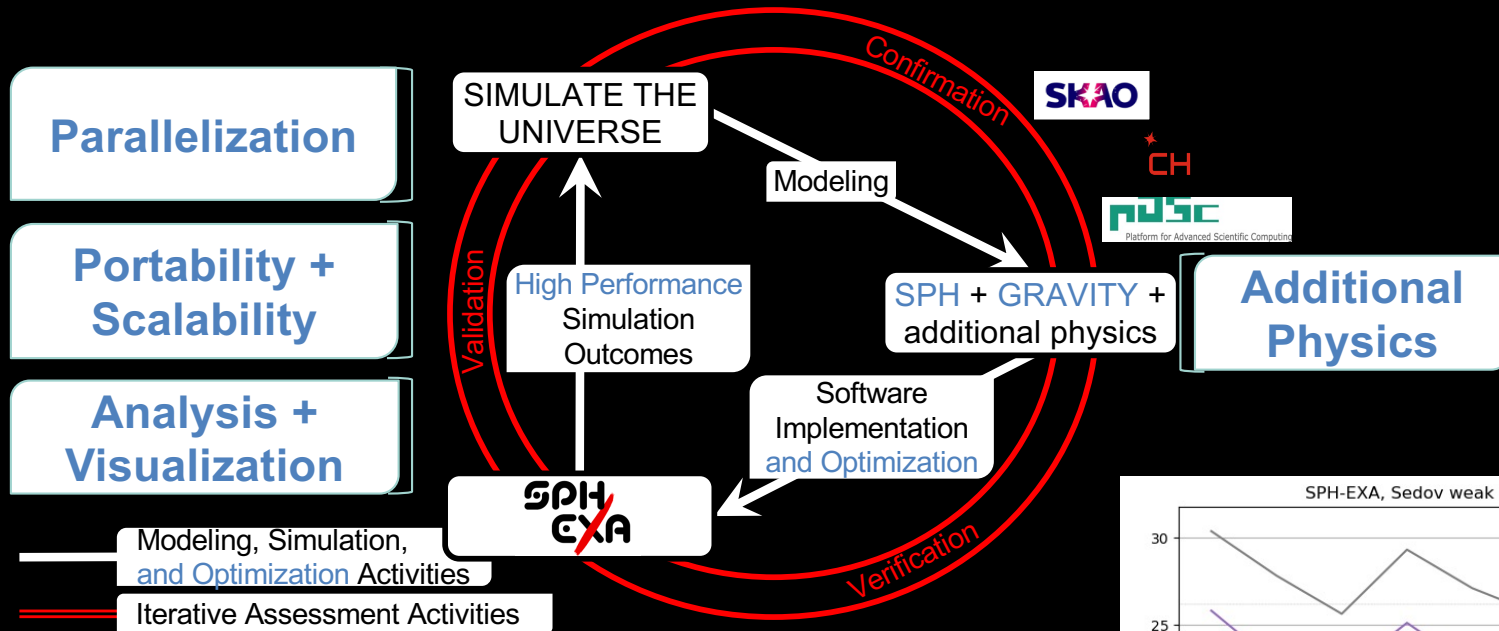 Parallelization
Portability +
Scalability
Analysis +
Visualization
SIMULATE THE
UNIVERSE
Confirmation
SKAO
CH
PASC
Platform for Advanced Scientific Computing
Modeling
Validation
High Performance
Simulation
Outcomes
SPH + GRAVITY +
additional physics
Additional
Physics
Software
Implementation
and Optimization
SPH
EXA
Verification
Modeling, Simulation,
and Optimization Activities
Iterative Assessment Activities
SPH-EXA, Sedov weak
30
25